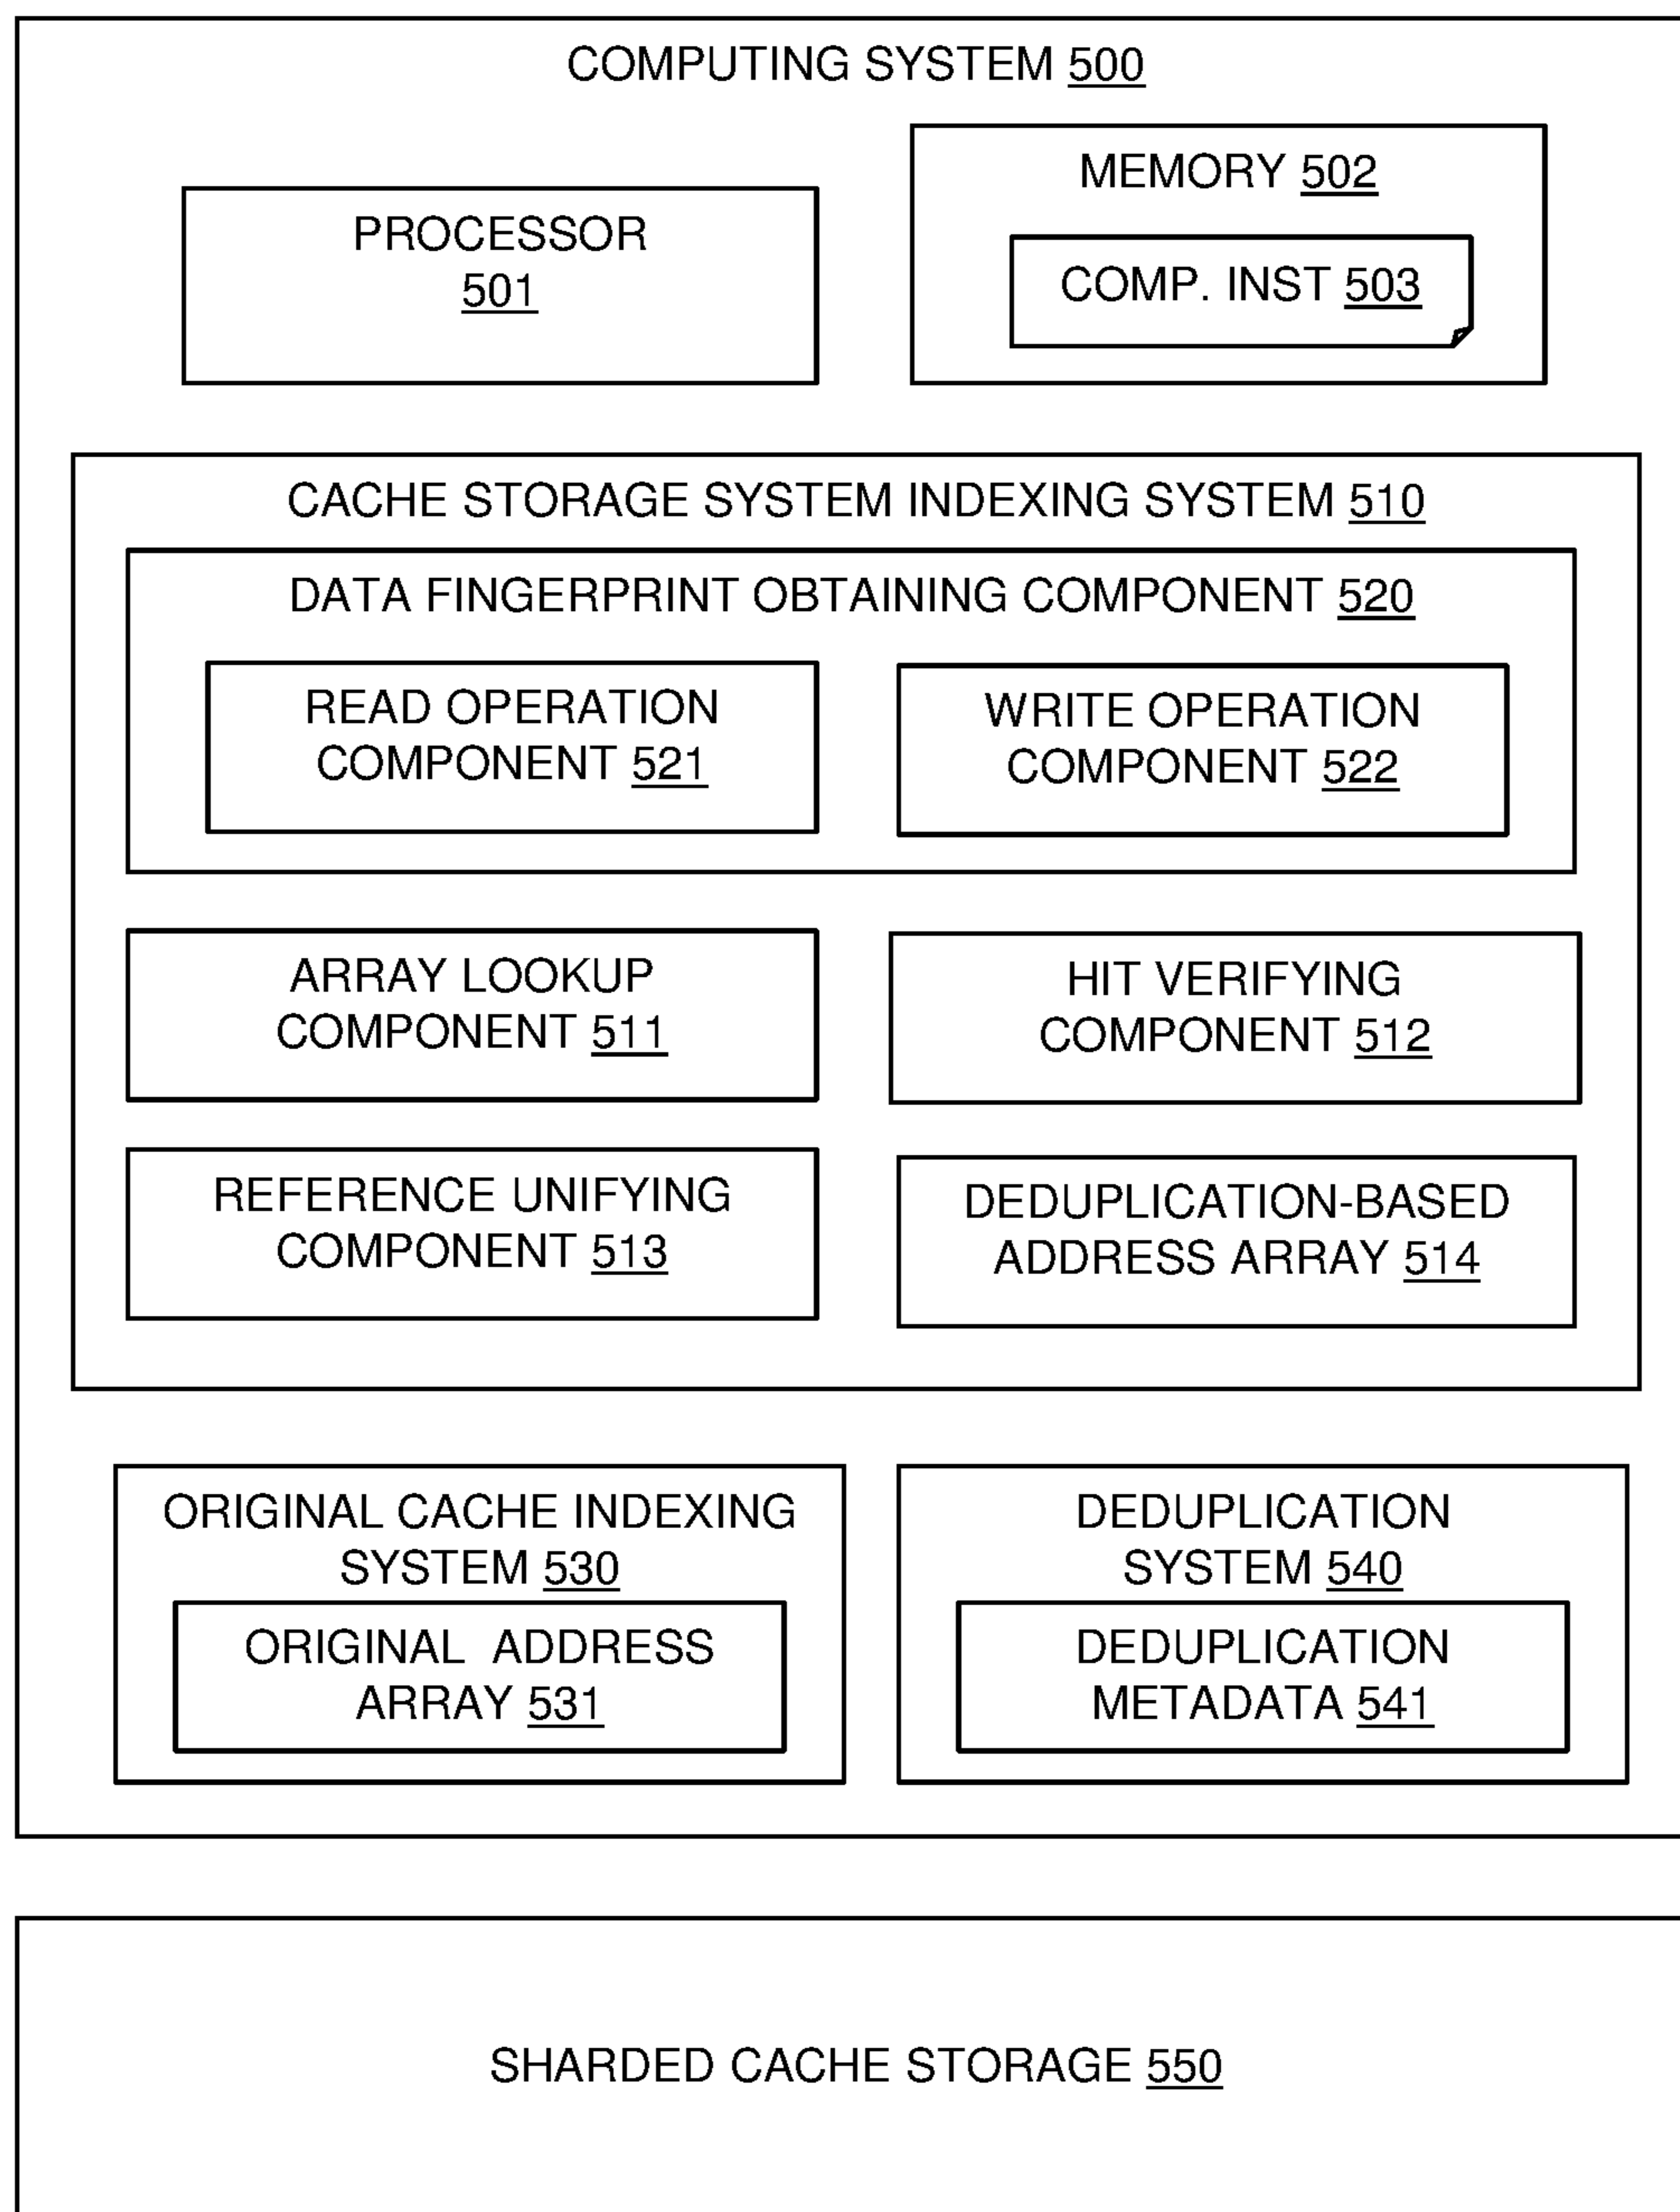 COMPUTING SYSTEM 500
PROCESSOR
501
MEMORY 502
COMP. INST 503
CACHE STORAGE SYSTEM INDEXING SYSTEM 510
DATA FINGERPRINT OBTAINING COMPONENT 520
READ OPERATION
COMPONENT 521
WRITE OPERATION
COMPONENT 522
ARRAY LOOKUP
COMPONENT 511
HIT VERIFYING
COMPONENT 512
REFERENCE UNIFYING
COMPONENT 513
DEDUPLICATION-BASED
ADDRESS ARRAY 514
ORIGINAL CACHE INDEXING
SYSTEM 530
ORIGINAL ADDRESS
ARRAY 531
DEDUPLICATION
SYSTEM 540
DEDUPLICATION
METADATA 541
SHARDED CACHE STORAGE 550